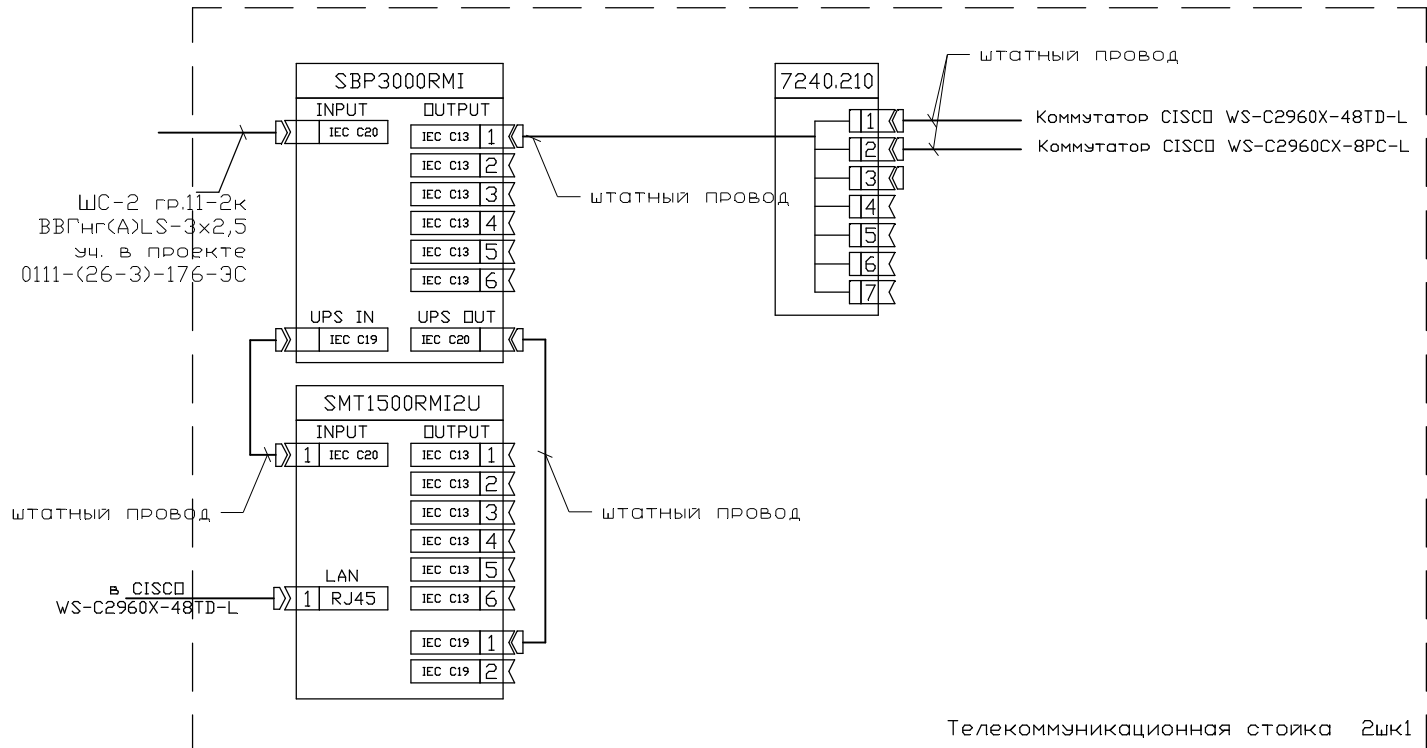 штатный провод
SBP3000RMI
7240.210
INPUT
OUTPUT
IEC C20
IEC C13 1
IEC C13 2
IEC C13 3
IEC C13 4
IEC C13 5
IEC C13 6
штатный провод
1
2
3
4
5
6
7
Коммутатор CISCO WS-C2960X-48TD-L
Коммутатор CISCO WS-C2960CX-8PC-L
ШС-2 гр.11-2к
ВВГнг(А)LS-3х2,5
уч. в проекте
0111-(26-3)-176-ЭС
UPS IN
UPS OUT
IEC C19
IEC C20
SMT1500RMI2U
INPUT
OUTPUT
1 IEC C20
IEC C13 1
IEC C13 2
IEC C13 3
IEC C13 4
IEC C13 5
IEC C13 6
штатный провод
штатный провод
LAN
1 RJ45
в CISCO
WS-C2960X-48TD-L
IEC C19 1
IEC C19 2
Телекоммуникационная стойка 2шк1